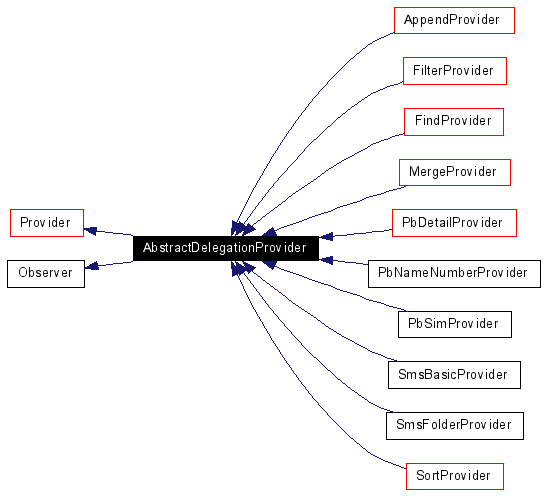 AppendProvider
FilterProvider
FindProvider
MergeProvider
Provider
PbDetailProvider
AbstractDelegationProvider
Observer
PbNameNumberProvider
PbSimProvider
SmsBasicProvider
SmsFolderProvider
SortProvider